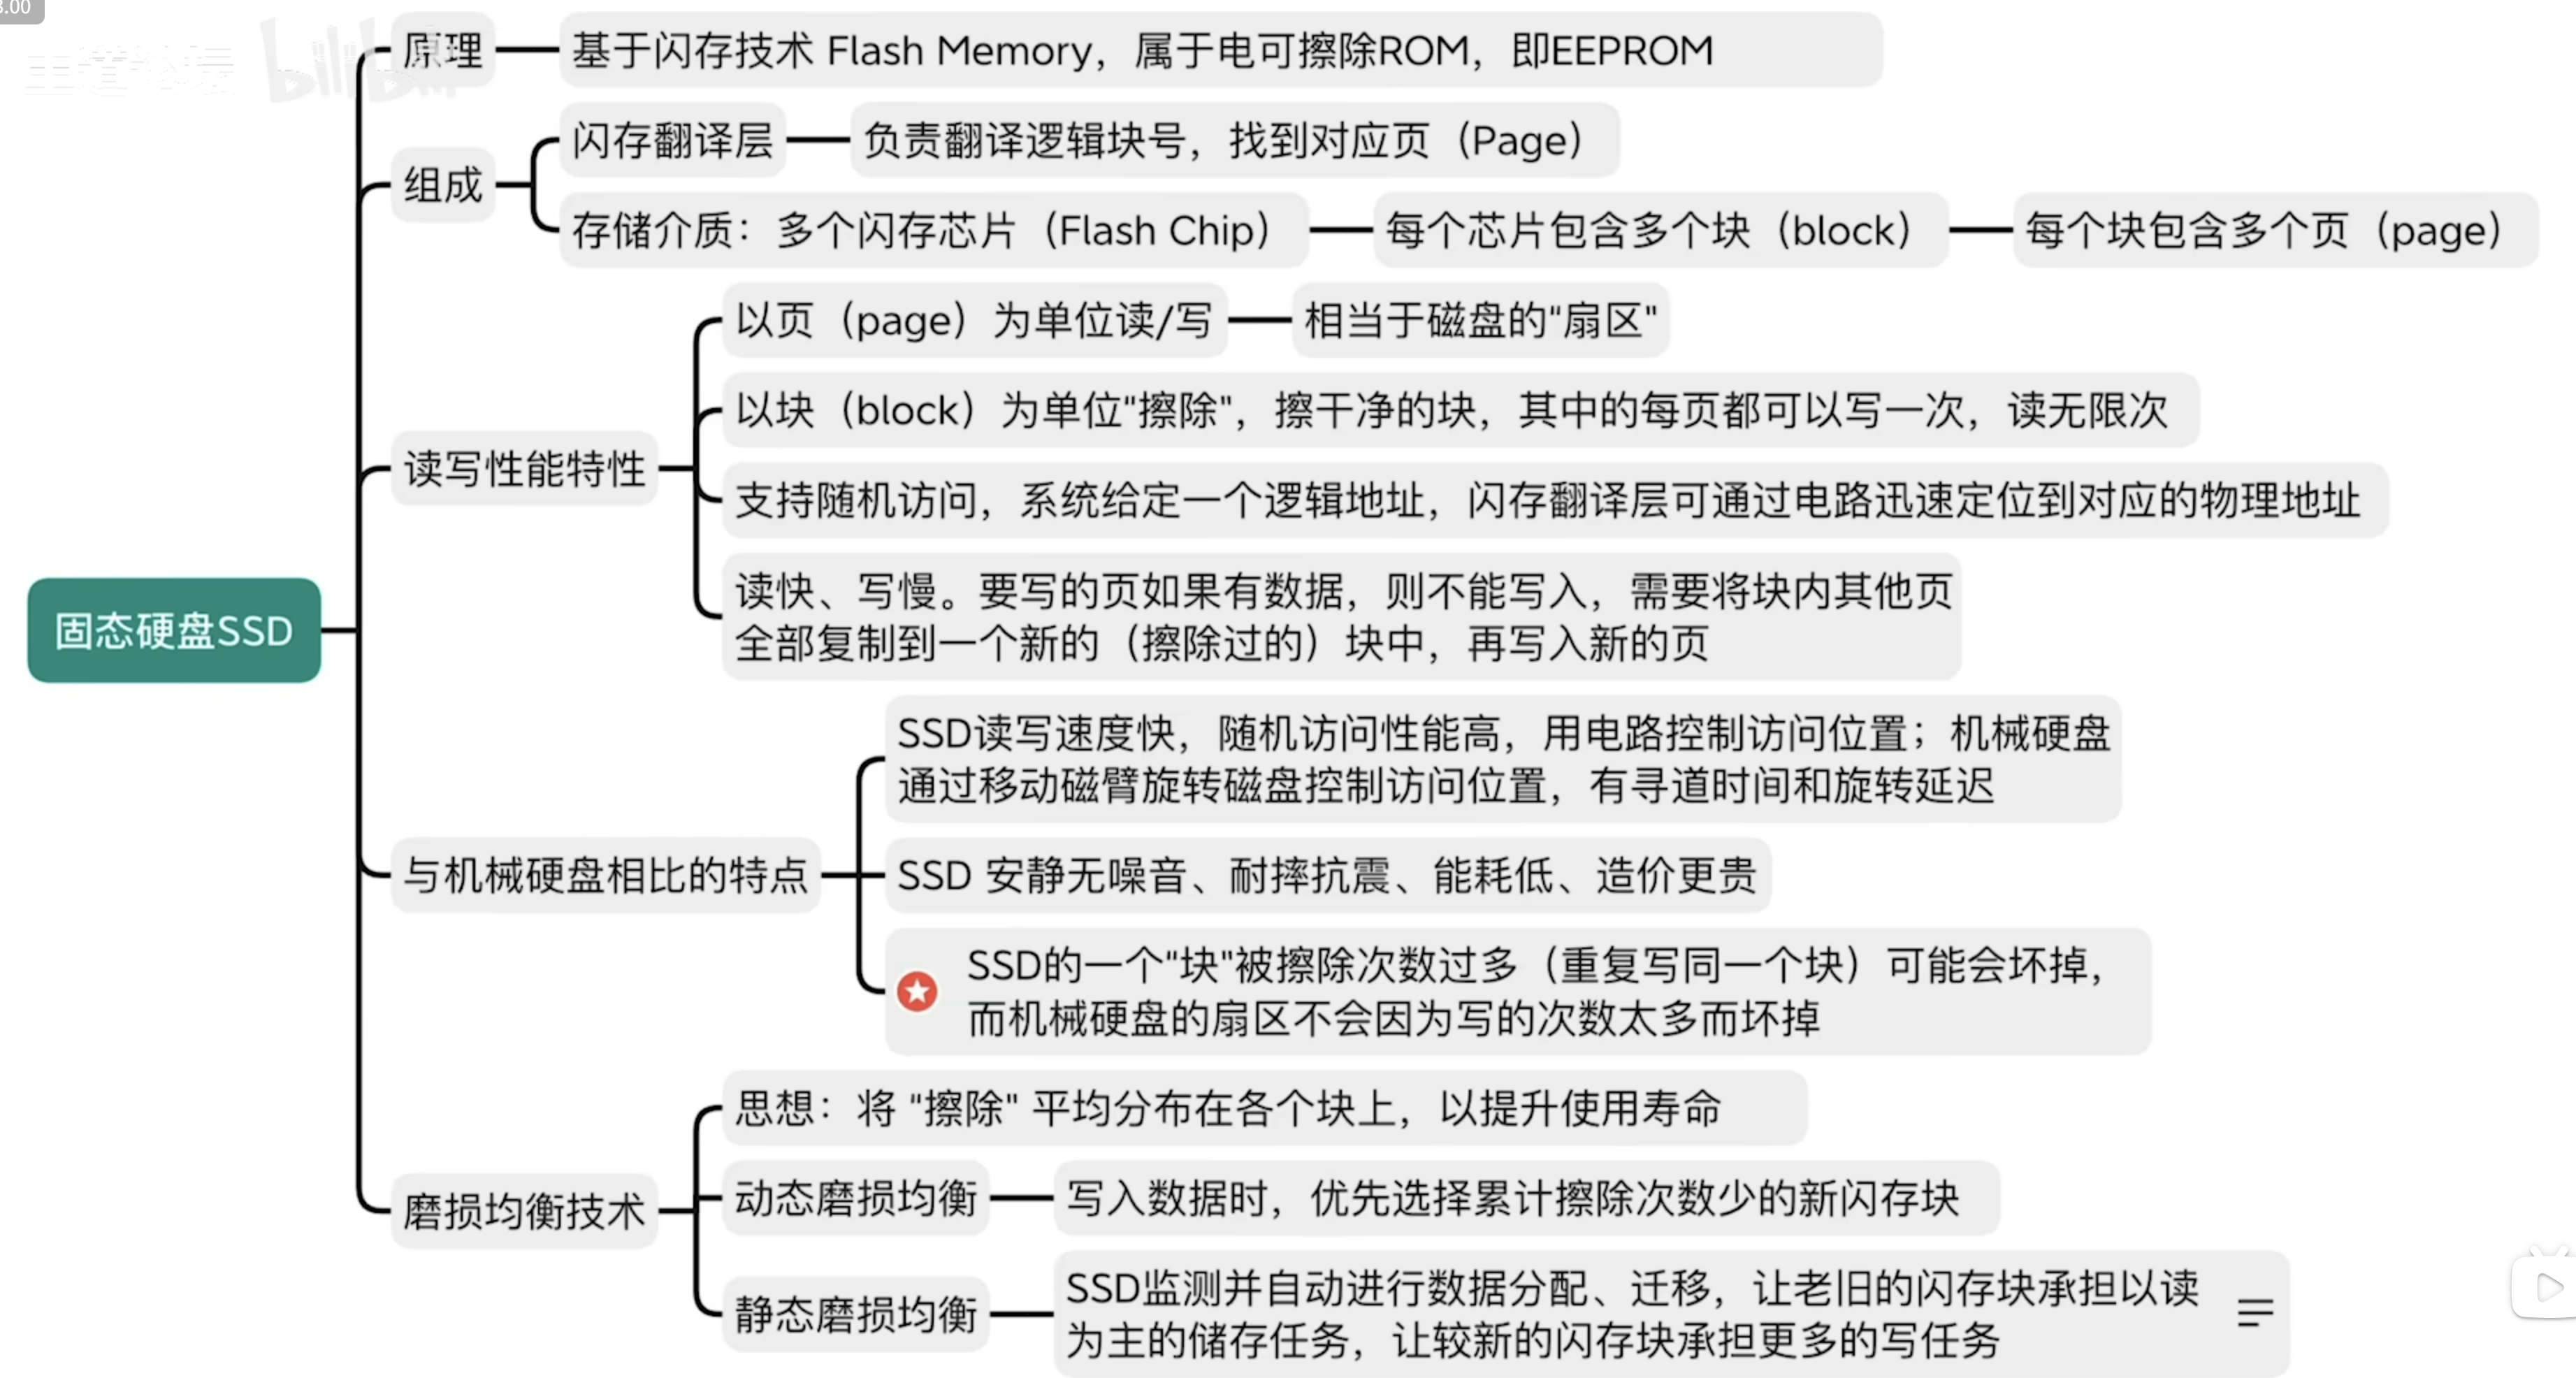 3.00
bilibili
原理
基于闪存技术 Flash Memory，属于电可擦除ROM，即EEPROM
组成
闪存翻译层
负责翻译逻辑块号，找到对应页（Page）
存储介质：多个闪存芯片（Flash Chip）
每个芯片包含多个块（block）
每个块包含多个页（page）
固态硬盘SSD
读写性能特性
以页（page）为单位读/写
相当于磁盘的"扇区"
以块（block）为单位"擦除"，擦干净的块，其中的每页都可以写一次，读无限次
支持随机访问，系统给定一个逻辑地址，闪存翻译层可通过电路迅速定位到对应的物理地址
读快、写慢。要写的页如果有数据，则不能写入，需要将块内其他页
全部复制到一个新的（擦除过的）块中，再写入新的页
与机械硬盘相比的特点
SSD读写速度快，随机访问性能高，用电路控制访问位置；机械硬盘
通过移动磁臂旋转磁盘控制访问位置，有寻道时间和旋转延迟
SSD 安静无噪音、耐摔抗震、能耗低、造价更贵
SSD的一个"块"被擦除次数过多（重复写同一个块）可能会坏掉，
而机械硬盘的扇区不会因为写的次数太多而坏掉
磨损均衡技术
思想：将 "擦除" 平均分布在各个块上，以提升使用寿命
动态磨损均衡
写入数据时，优先选择累计擦除次数少的新闪存块
静态磨损均衡
SSD监测并自动进行数据分配、迁移，让老旧的闪存块承担以读
为主的储存任务，让较新的闪存块承担更多的写任务